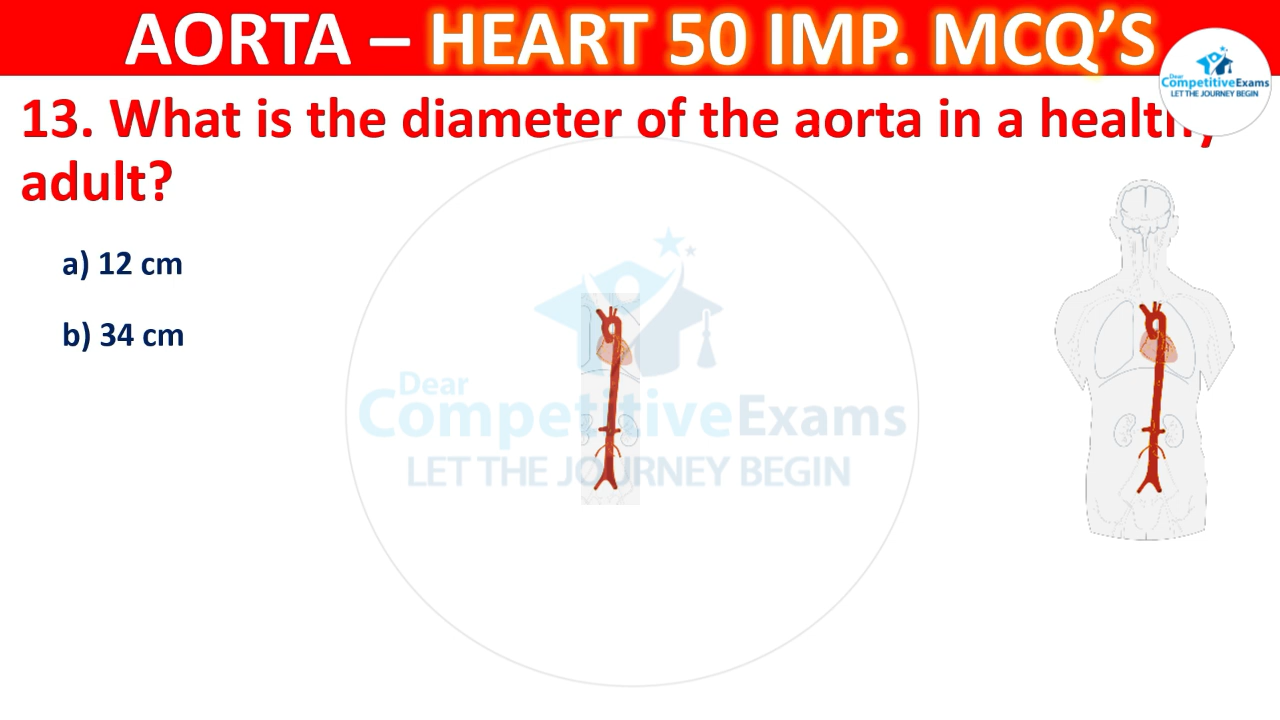 AORTA – HEART 50 IMP. MCQ'S
Dear
CompetitiveExams
LET THE JOURNEY BEGIN
13. What is the diameter of the aorta in a healthy
adult?
a) 12 cm
b) 34 cm
Dear
CompetitiveExams
LET THE JOURNEY BEGIN